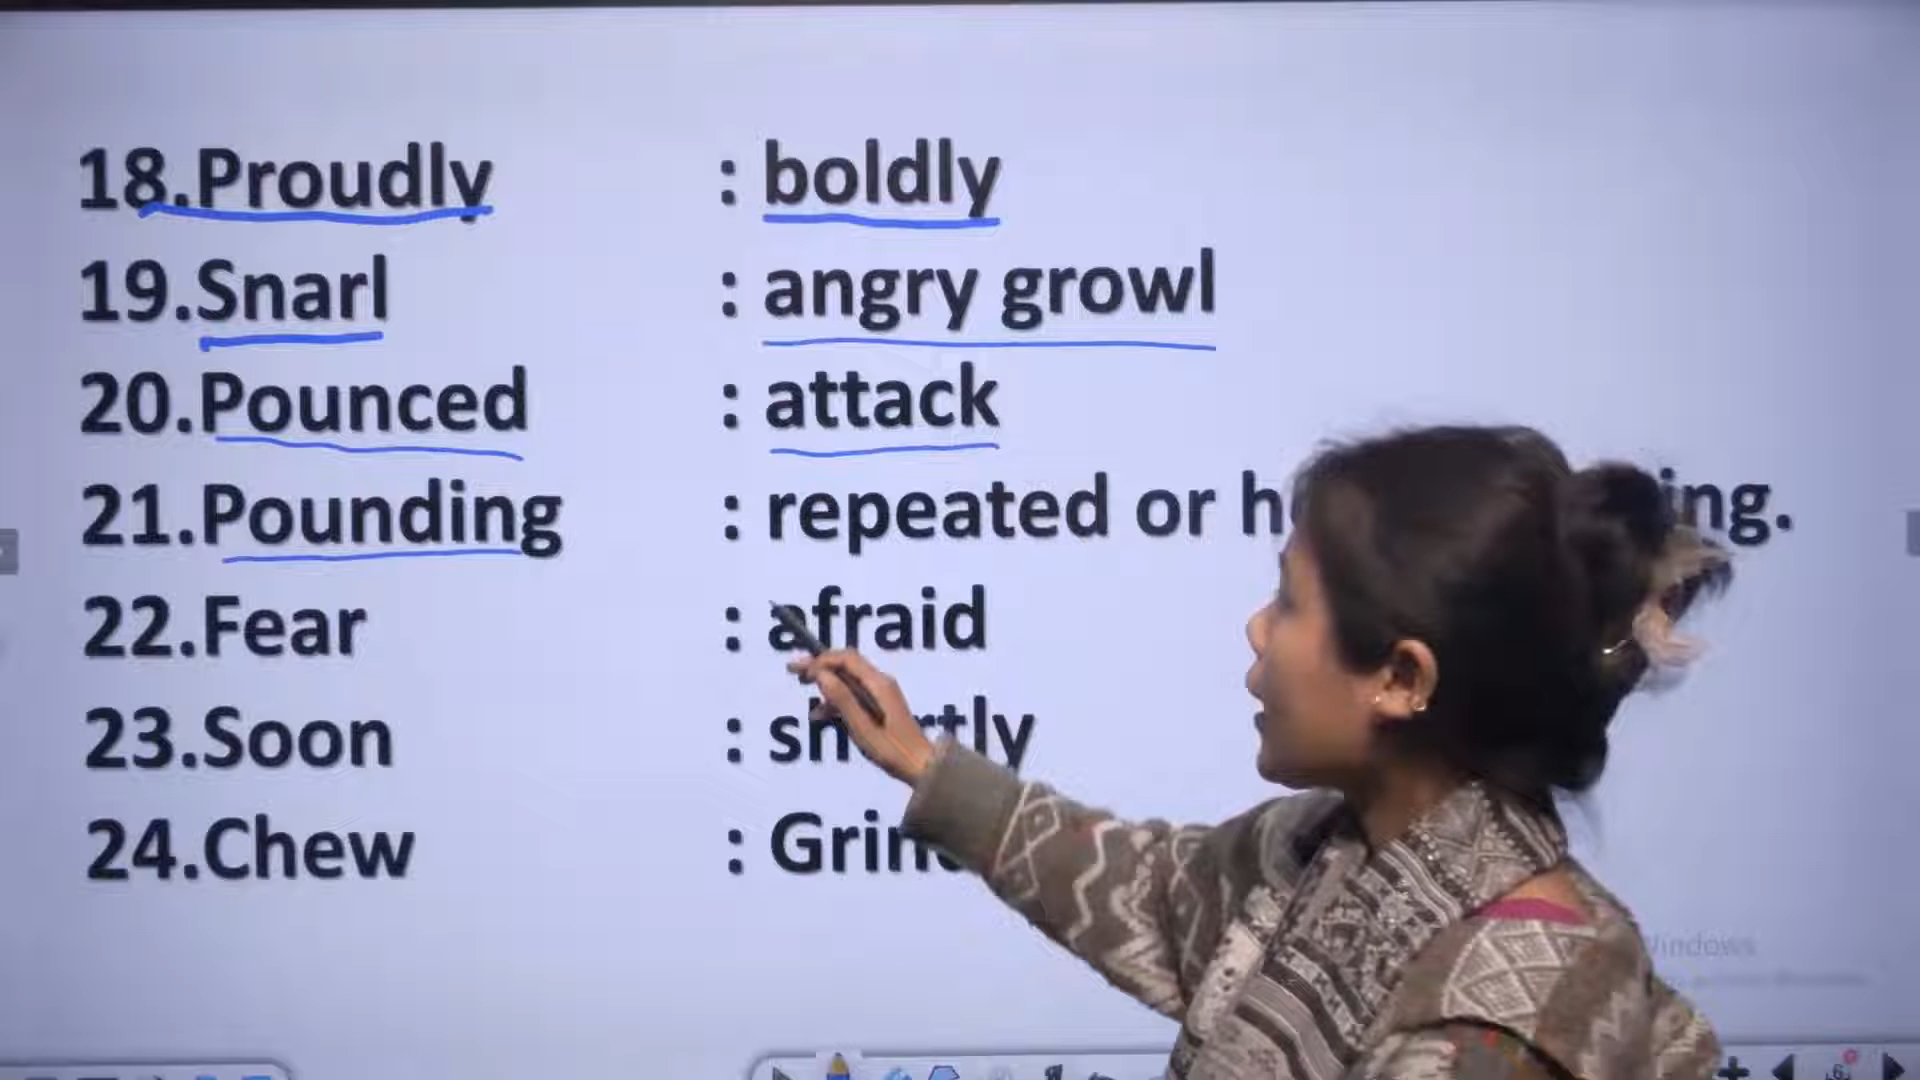 18.Proudly : boldly
19.Snarl : angry growl
20.Pounced : attack
21.Pounding : repeated or
22.Fear : afraid
23.Soon :
24.Chew :
Windows